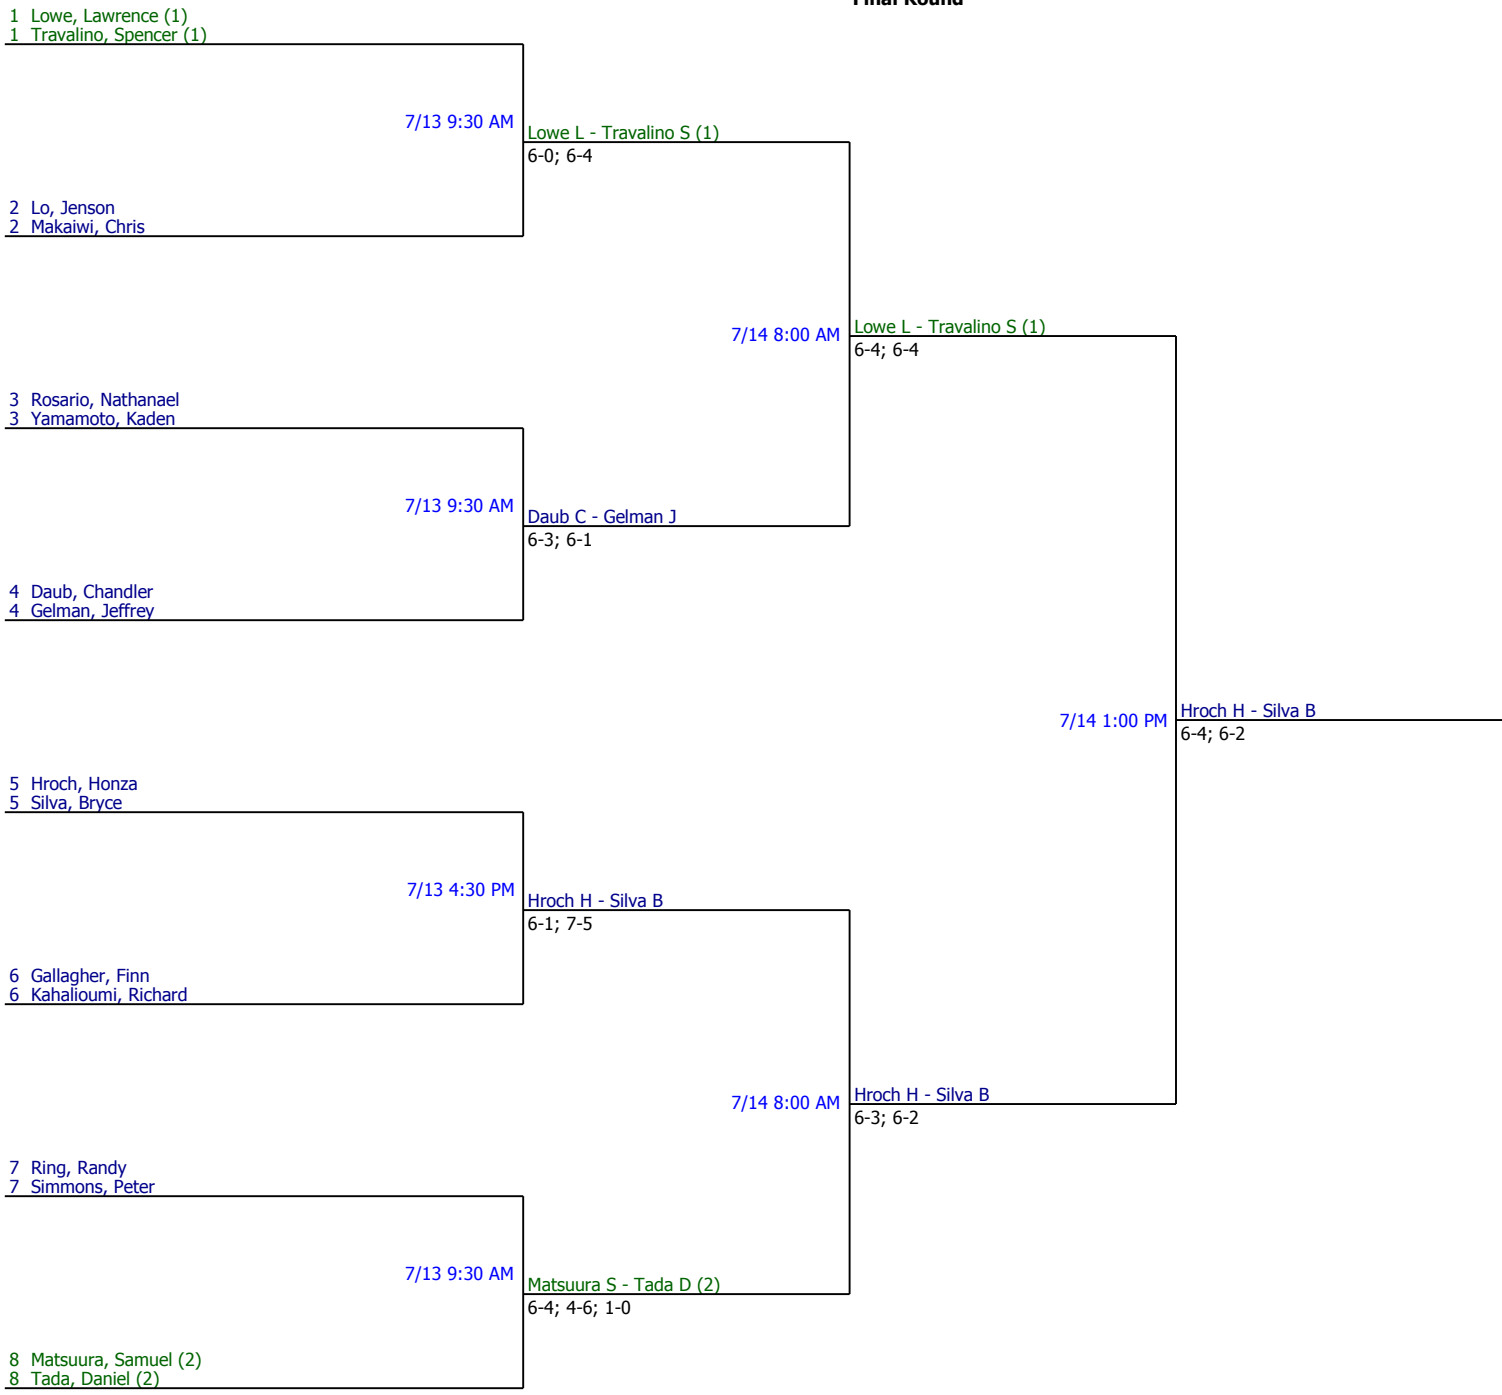 Final Round
1 Lowe, Lawrence (1)
1 Travalino, Spencer (1)
7/13 9:30 AM
Lowe L - Travalino S (1)
6-0; 6-4
2 Lo, Jenson
2 Makaiwi, Chris
7/14 8:00 AM
Lowe L - Travalino S (1)
6-4; 6-4
3 Rosario, Nathanael
3 Yamamoto, Kaden
7/13 9:30 AM
Daub C - Gelman J
6-3; 6-1
4 Daub, Chandler
4 Gelman, Jeffrey
7/14 1:00 PM
Hroch H - Silva B
6-4; 6-2
5 Hroch, Honza
5 Silva, Bryce
7/13 4:30 PM
Hroch H - Silva B
6-1; 7-5
6 Gallagher, Finn
6 Kahalioumi, Richard
7/14 8:00 AM
Hroch H - Silva B
6-3; 6-2
7 Ring, Randy
7 Simmons, Peter
7/13 9:30 AM
Matsuura S - Tada D (2)
6-4; 4-6; 1-0
8 Matsuura, Samuel (2)
8 Tada, Daniel (2)